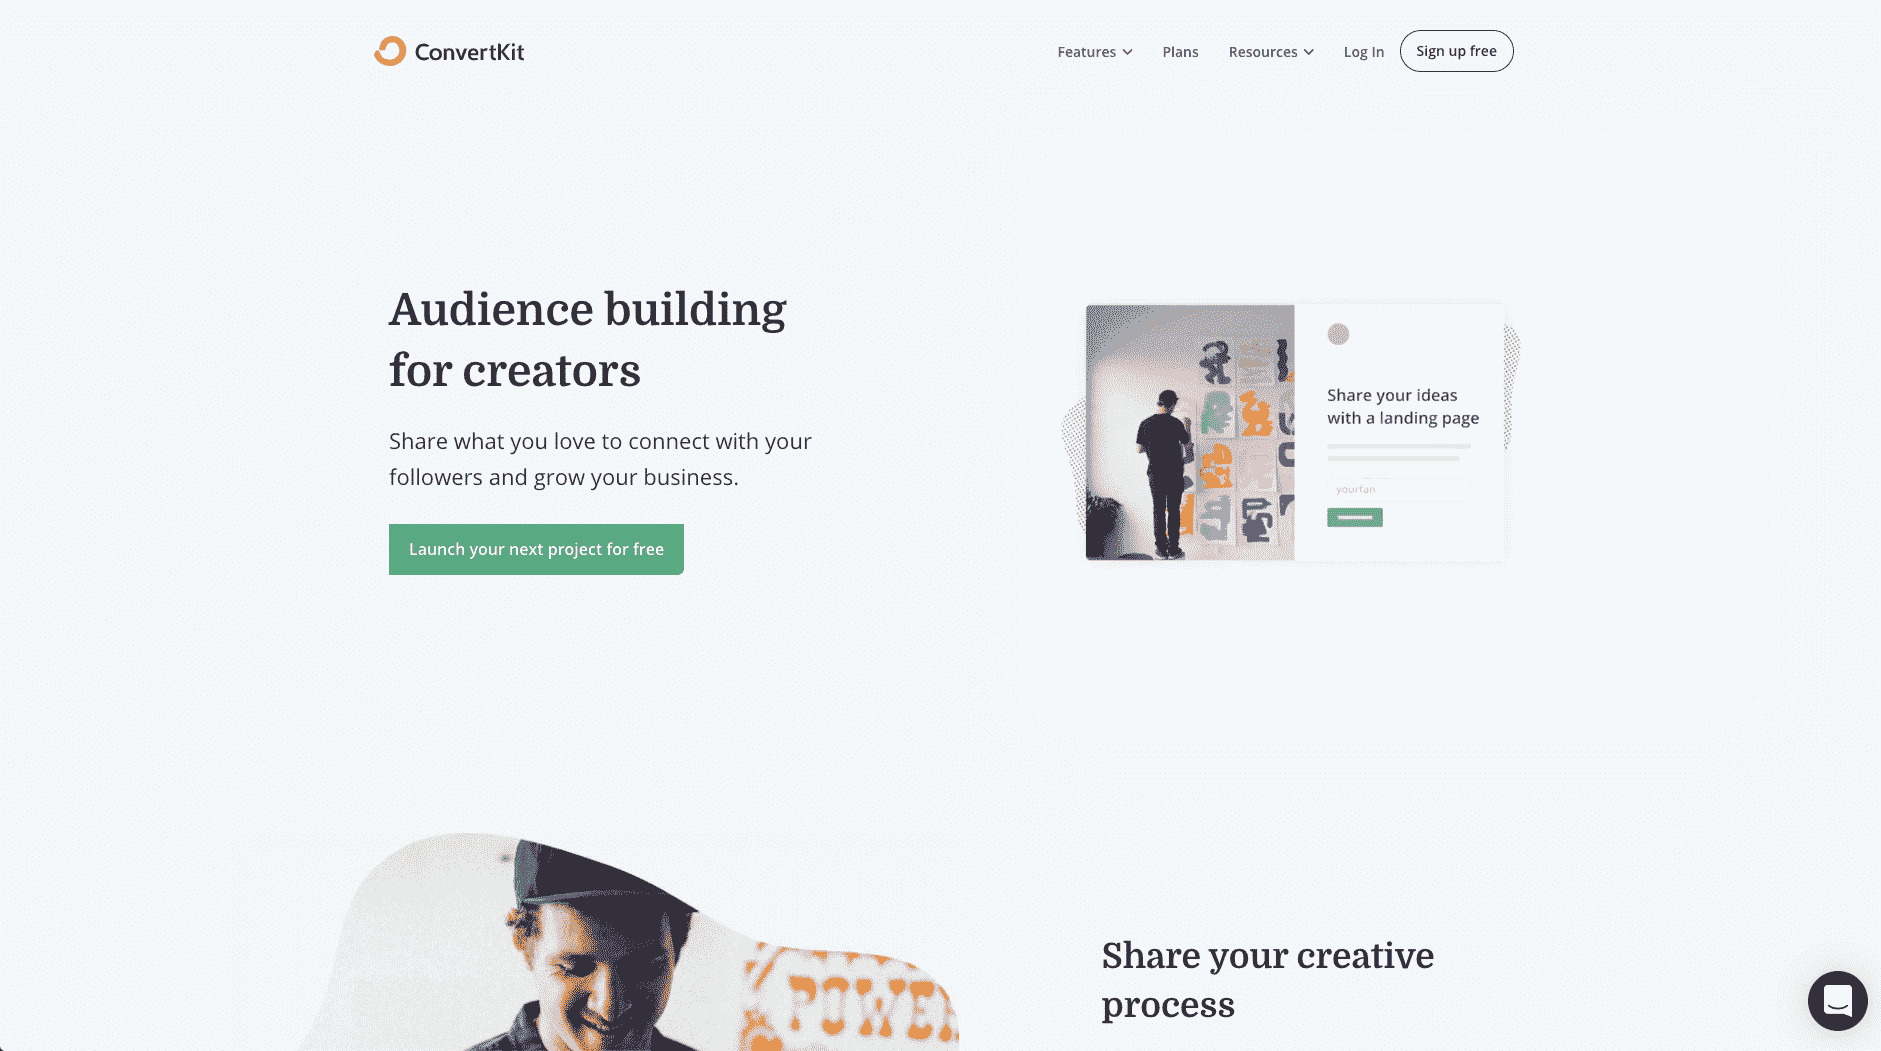 ConvertKit
Features
Plans
Resources
Log In
Sign up free
Audience building
for creators
Share what you love to connect with your
followers and grow your business.
Launch your next project for free
Share your ideas
with a landing page
yourfan
POWER
Share your creative
process